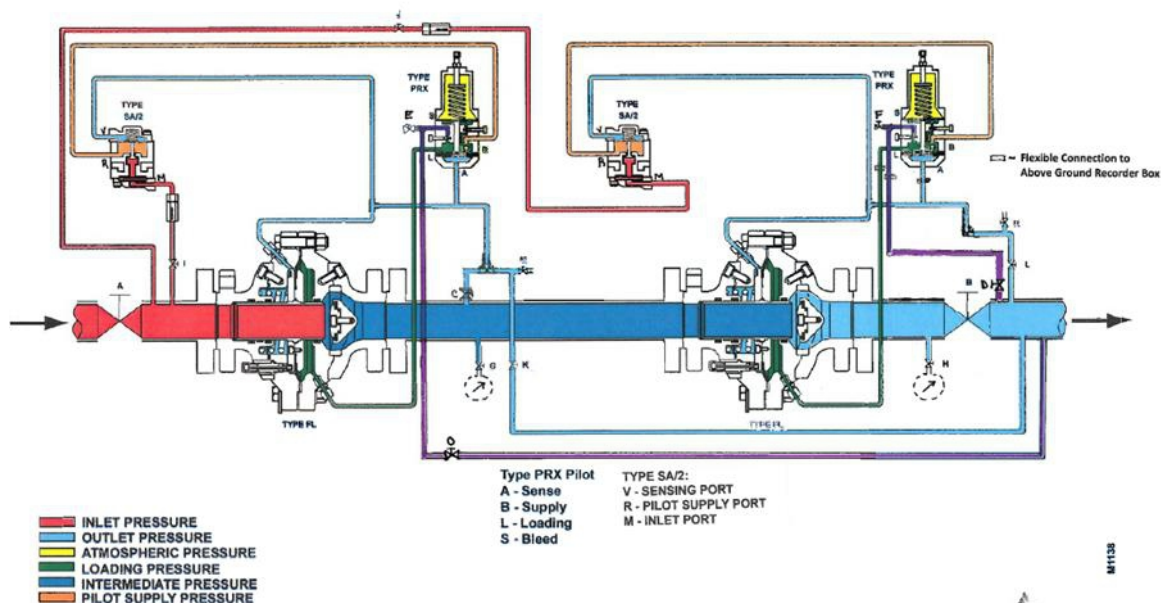 TYPE
PRX
TYPE
PRX
TYPE
SA/2
TYPE
SA/2
E
F
S
S
V
V
R
R
M
M
L
L
B
B
A
A
▭ ~ Flexible Connection to
Above Ground Recorder Box
J
I
A
C
G
K
B
D
L
H
TYPE FL
TYPE FL
O
Type PRX Pilot
A - Sense
B - Supply
L - Loading
S - Bleed
TYPE SA/2:
V - SENSING PORT
R - PILOT SUPPLY PORT
M - INLET PORT
INLET PRESSURE
OUTLET PRESSURE
ATMOSPHERIC PRESSURE
LOADING PRESSURE
INTERMEDIATE PRESSURE
PILOT SUPPLY PRESSURE
M1138